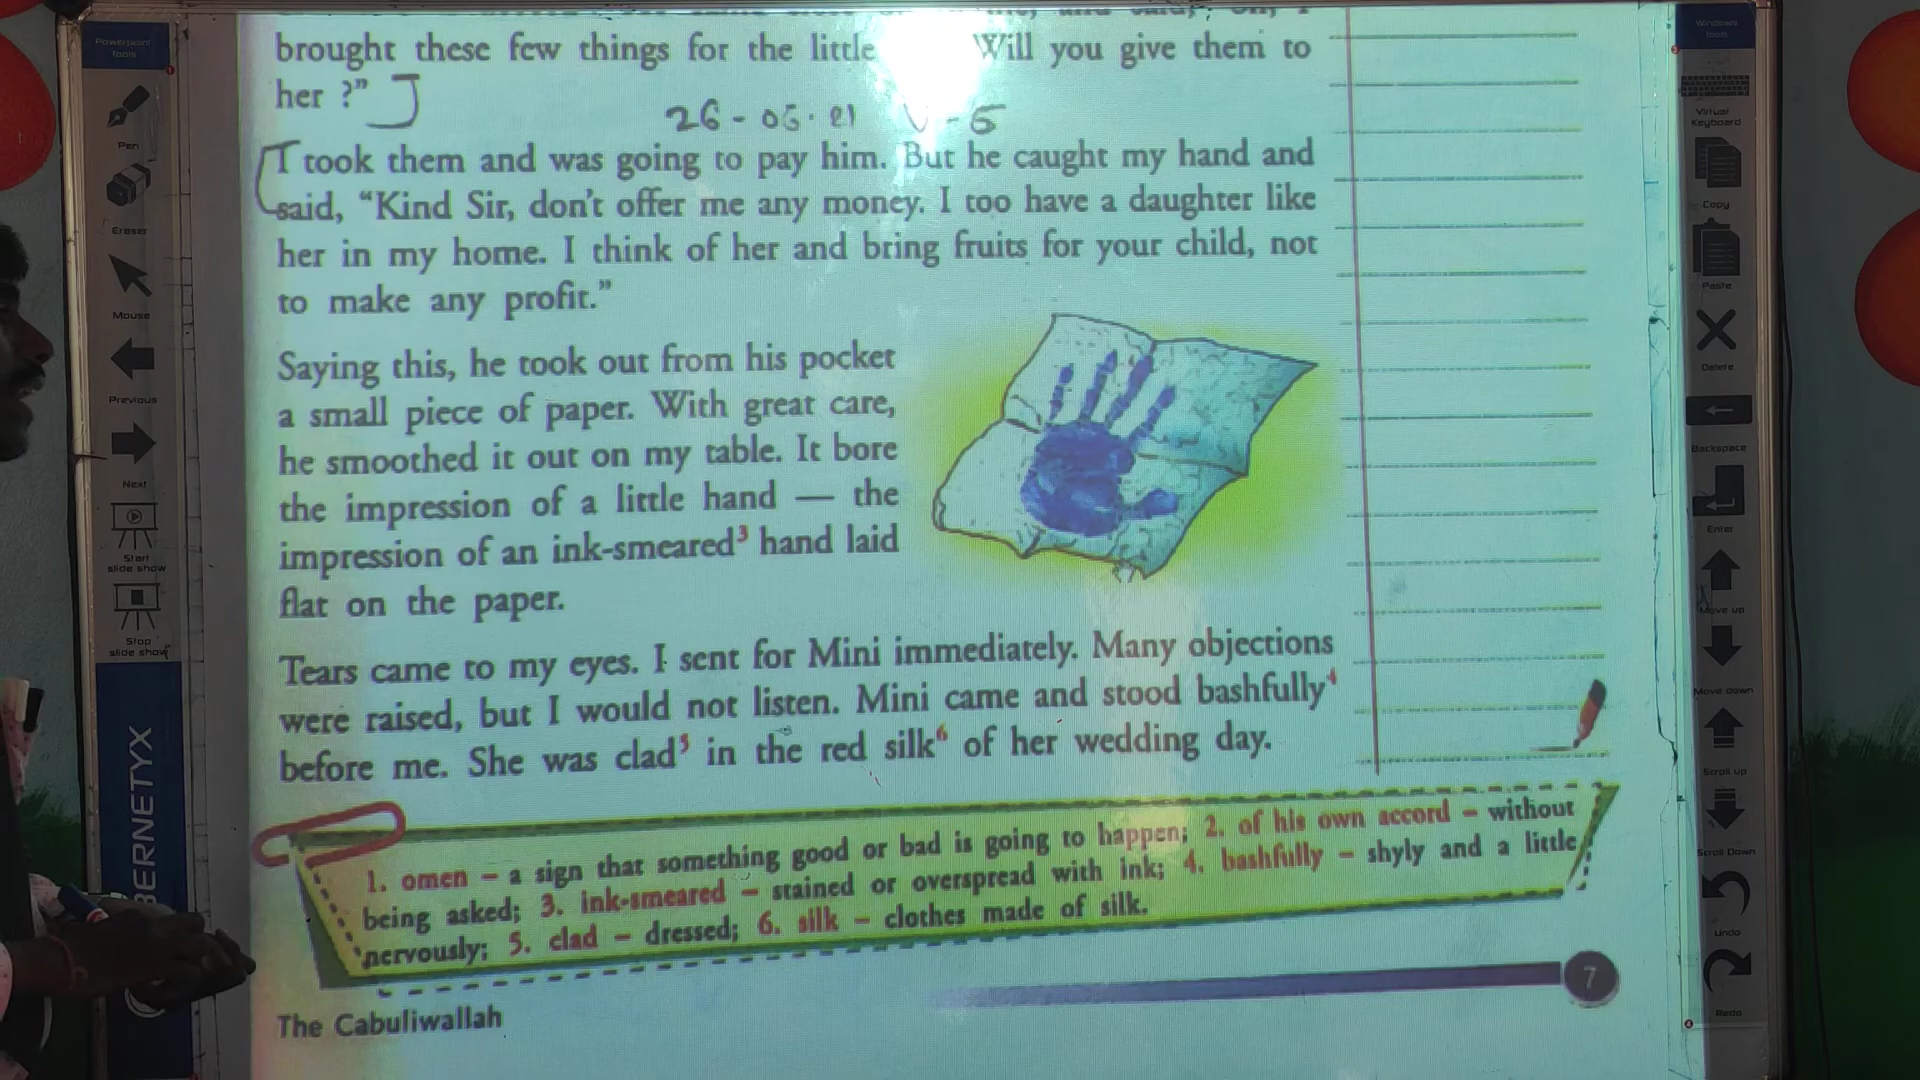 brought these few things for the little Will you give them to
her ?"
26 - 06 · 21 V - 5
I took them and was going to pay him. But he caught my hand and
said, “Kind Sir, don't offer me any money. I too have a daughter like
her in my home. I think of her and bring fruits for your child, not
to make any profit.”
Saying this, he took out from his pocket
a small piece of paper. With great care,
he smoothed it out on my table. It bore
the impression of a little hand — the
impression of an ink-smeared³ hand laid
flat on the paper.
Tears came to my eyes. I sent for Mini immediately. Many objections
were raised, but I would not listen. Mini came and stood bashfully⁴
before me. She was clad⁵ in the red silk⁶ of her wedding day.
1. omen – a sign that something good or bad is going to happen; 2. of his own accord – without
being asked; 3. ink-smeared – stained or overspread with ink; 4. bashfully – shyly and a little
nervously; 5. clad – dressed; 6. silk – clothes made of silk.
7
The Cabuliwallah
Powerpoint
Tools
Pen
Eraser
Mouse
Previous
Next
Start
slide show
Stop
slide show
BERNETYX
Windows
Tools
Virtual
Keyboard
Copy
Paste
Delete
Backspace
Enter
Move up
Move down
Scroll up
Scroll Down
Undo
Redo